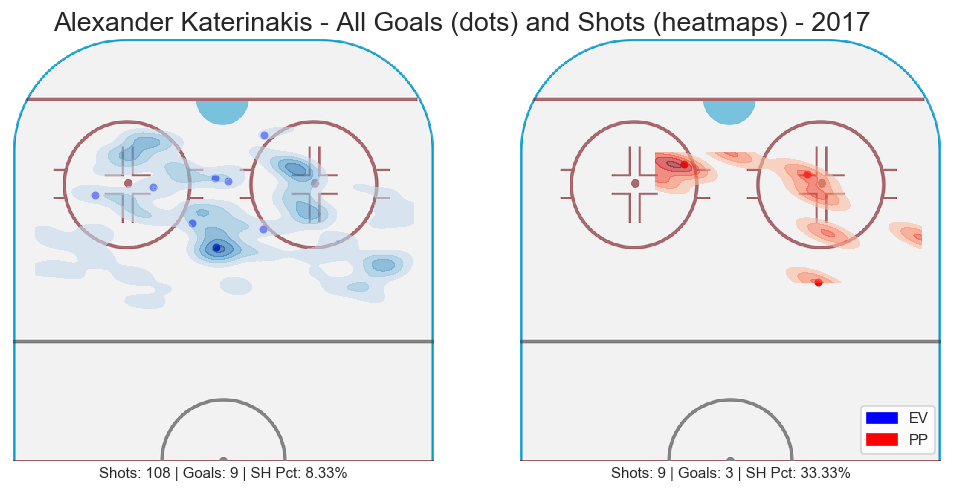 Alexander Katerinakis - All Goals (dots) and Shots (heatmaps) - 2017
EV
PP
Shots: 108 | Goals: 9 | SH Pct: 8.33%
Shots: 9 | Goals: 3 | SH Pct: 33.33%